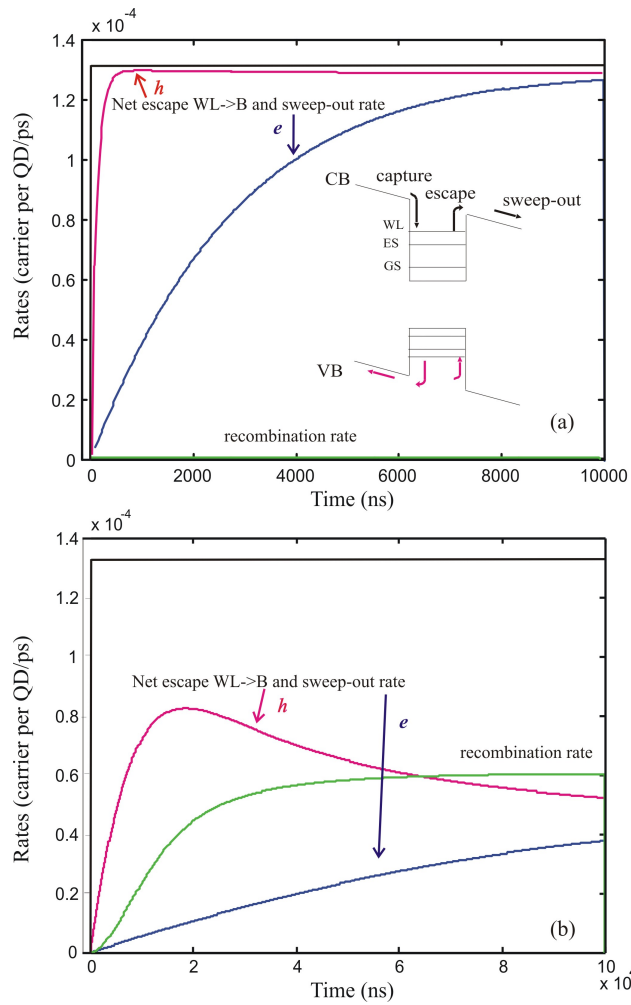 x 10-4
1.4
1.2
1
0.8
0.6
0.4
0.2
0
Rates (carrier per QD/ps)
h
Net escape WL->B and sweep-out rate
e
capture
CB
escape
sweep-out
WL
ES
GS
VB
recombination rate
(a)
0 2000 4000 6000 8000 10000
Time (ns)
x 10-4
1.4
1.2
1
0.8
0.6
0.4
0.2
0
Rates (carrier per QD/ps)
Net escape WL->B and sweep-out rate
h
e
recombination rate
(b)
0 2 4 6 8 10
x 10
Time (ns)